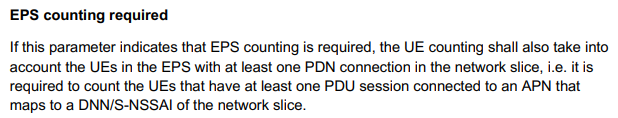 EPS counting required
If this parameter indicates that EPS counting is required, the UE counting shall also take into
account the UEs in the EPS with at least one PDN connection in the network slice, i.e. it is
required to count the UEs that have at least one PDU session connected to an APN that
maps to a DNN/S-NSSAI of the network slice.